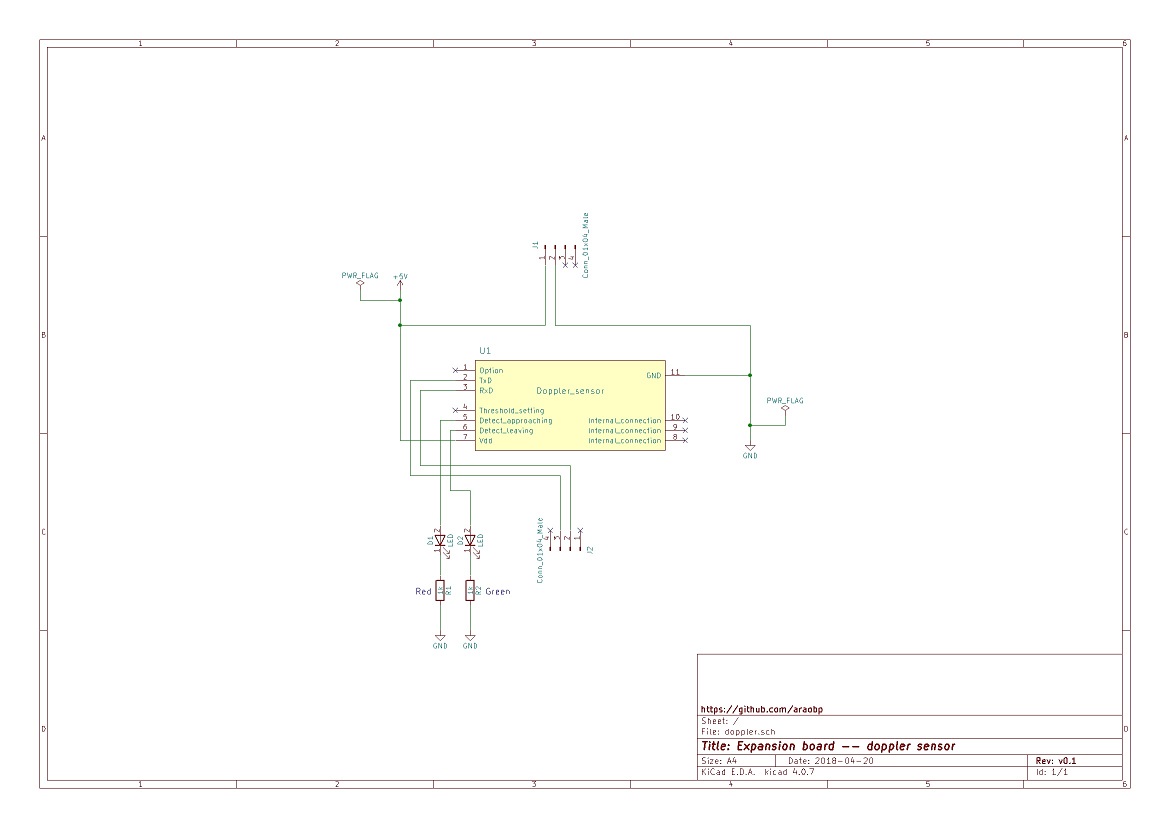 1 2 3 4 5 6
A A
J1
Conn_01x04_Male
1 2 3 4
PWR_FLAG +5V
B B
U1
1 Option
2 TxD
3 RxD
Doppler_sensor
GND 11
4 Threshold_setting
5 Detect_approaching
6 Detect_leaving
7 Vdd
Internal_connection 10
Internal_connection 9
Internal_connection 8
PWR_FLAG
GND
C C
D1 LED 2 1
D2 LED 2 1
Conn_01x04_Male
4 3 2 1
J2
Red 1k R1 1k R2 Green
GND GND
https://github.com/araobp
Sheet: /
File: doppler.sch
D D
Title: Expansion board -- doppler sensor
Size: A4 Date: 2018-04-20 Rev: v0.1
KiCad E.D.A. kicad 4.0.7 Id: 1/1
1 2 3 4 5 6